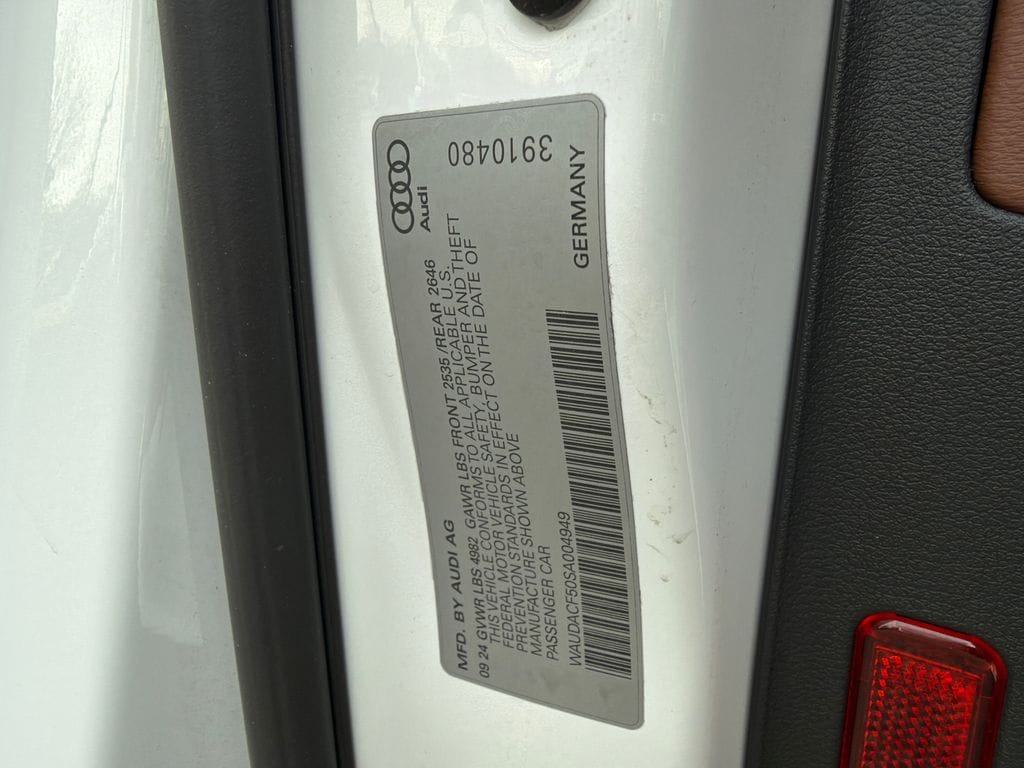 Audi
MFD. BY AUDI AG
09 24 GVWR LBS 4982 GAWR LBS FRONT 2535/REAR 2646
THIS VEHICLE CONFORMS TO ALL APPLICABLE U.S.
FEDERAL MOTOR VEHICLE SAFETY, BUMPER AND THEFT
PREVENTION STANDARDS IN EFFECT ON THE DATE OF
MANUFACTURE SHOWN ABOVE
PASSENGER CAR
WAUDACF50SA004949
GERMANY
3910480